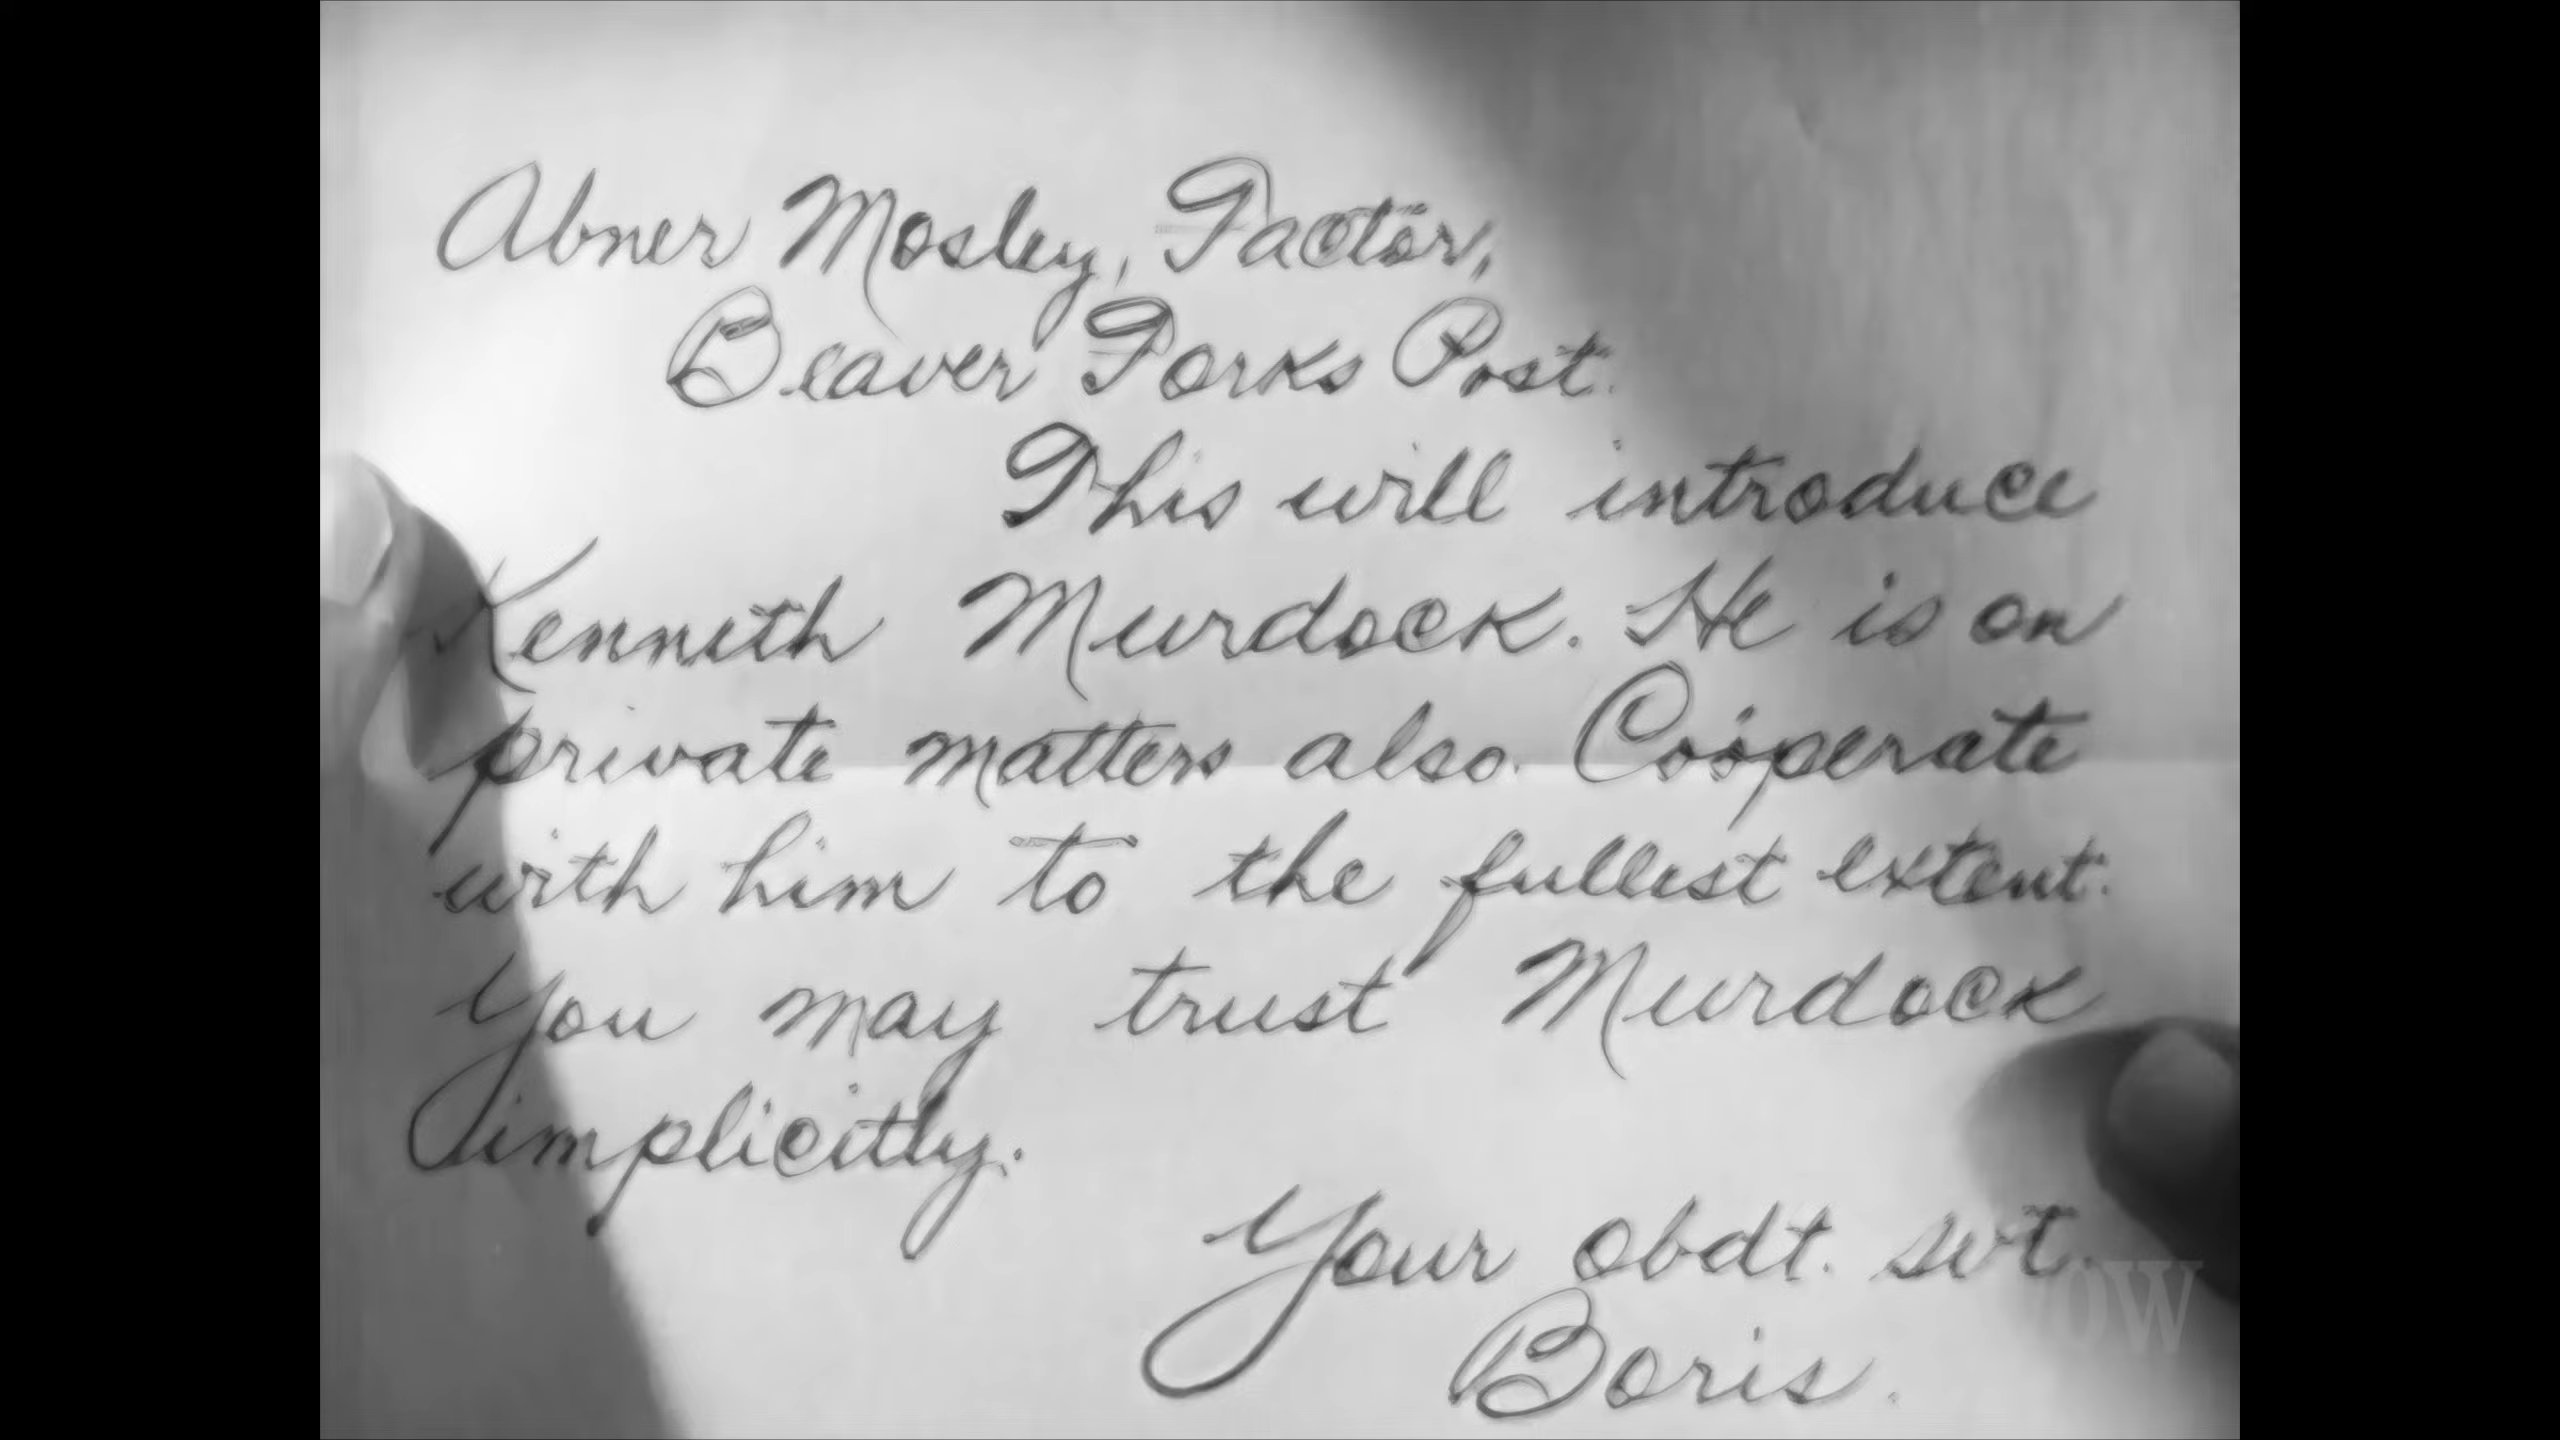 Abner Mosley, Factor,
Beaver Forks Post.
This will introduce
Kenneth Murdock. He is on
private matters also. Coöperate
with him to the fullest extent.
You may trust Murdock
implicitly.
Your obdt. svt.
Boris.
OW